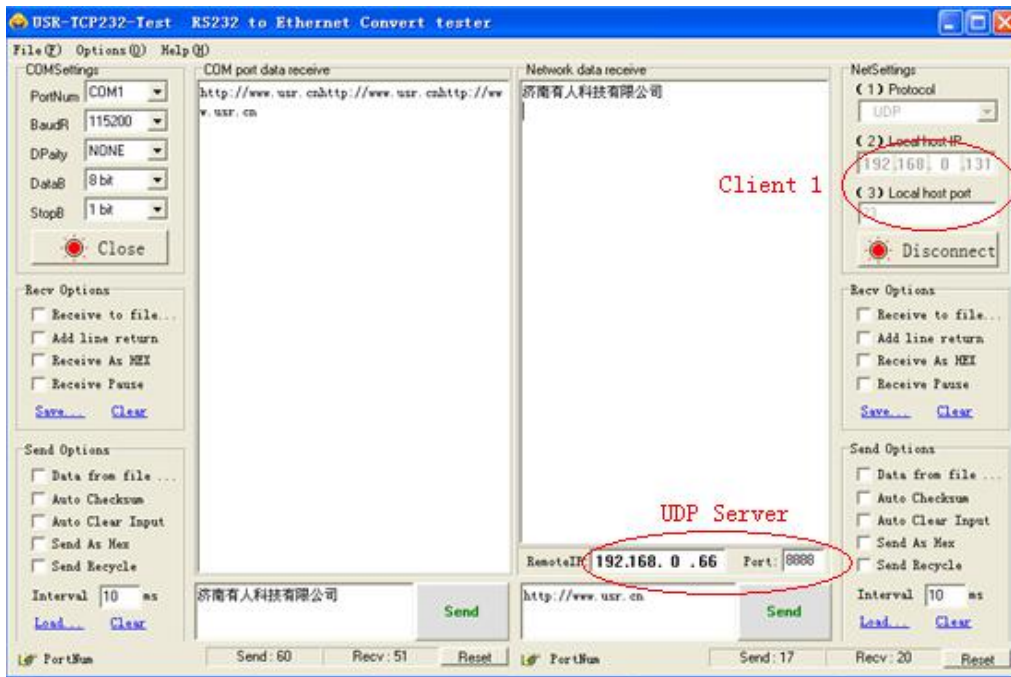 USR-TCP232-Test RS232 to Ethernet Convert tester
File(F) Options(O) Help(H)
COMSettings
PortNum COM1
BaudR 115200
DPaity NONE
DataB 8 bit
StopB 1 bit
Close
Recv Options
Receive to file...
Add line return
Receive As HEX
Receive Pause
Save... Clear
Send Options
Data from file ...
Auto Checksum
Auto Clear Input
Send As Hex
Send Recycle
Interval 10 ms
Load... Clear
COM port data receive
http://www.usr.cnhttp://www.usr.cnhttp://ww
w.usr.cn
济南有人科技有限公司
Send
Network data receive
济南有人科技有限公司
Client 1
UDP Server
RemoteIP 192.168. 0 .66 Port: 8888
http://www.usr.cn
Send
NetSettings
(1) Protocol
UDP
(2) Local host IP
192.168. 0 .131
(3) Local host port
Disconnect
Recv Options
Receive to file...
Add line return
Receive As HEX
Receive Pause
Save... Clear
Send Options
Data from file ...
Auto Checksum
Auto Clear Input
Send As Hex
Send Recycle
Interval 10 ms
Load... Clear
PortNum Send : 60 Recv : 51 Reset
PortNum Send : 17 Recv : 20 Reset